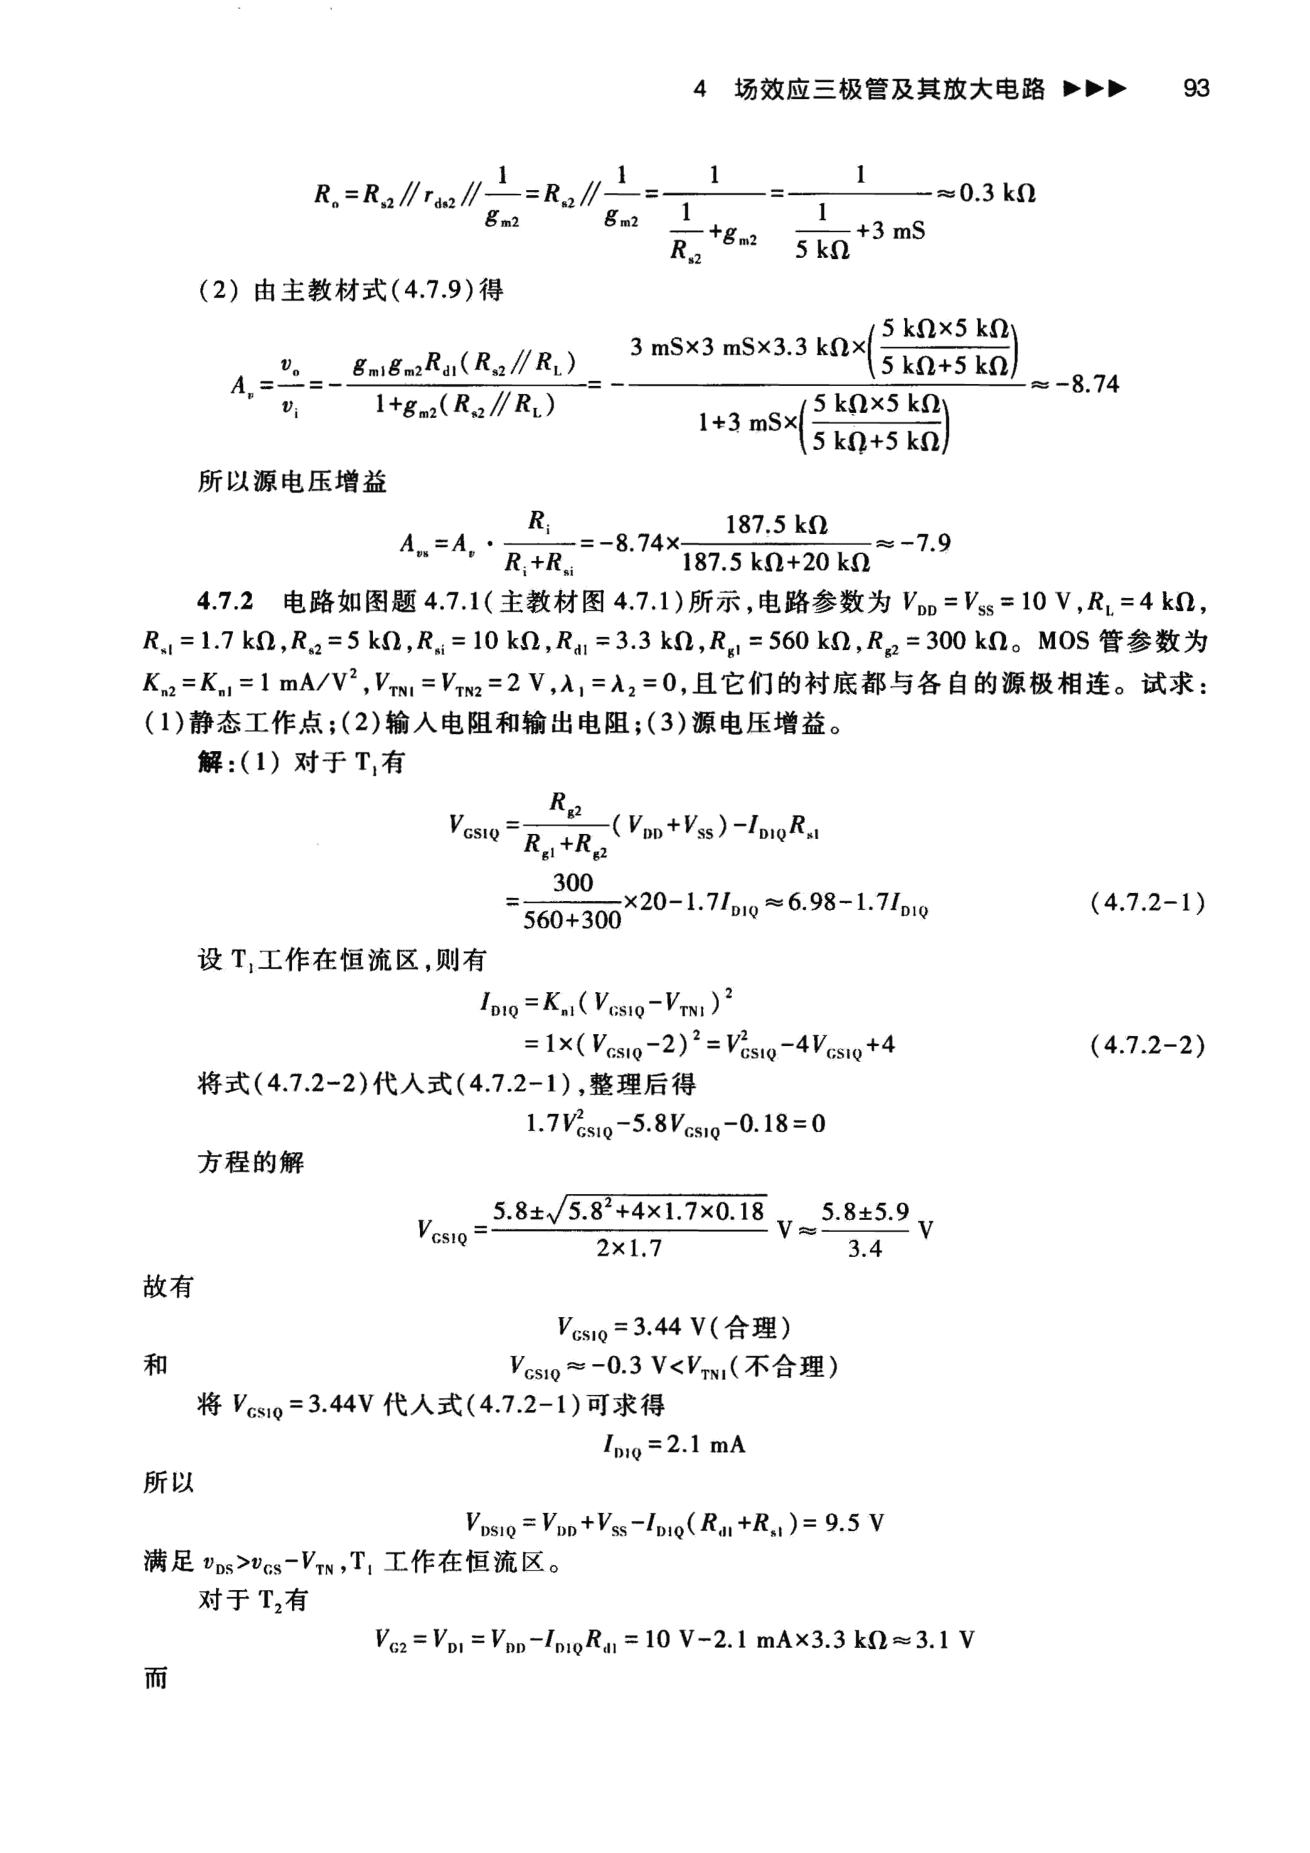 4 场效应三极管及其放大电路 ▶▶▶ 93
R_o = R_s2 // r_ds2 // 1/g_m2 = R_s2 // 1/g_m2 = 1/(1/R_s2 + g_m2) = 1/(1/(5 kΩ) + 3 mS) ≈ 0.3 kΩ
(2) 由主教材式(4.7.9)得
A_v = v_o/v_i = - g_m1 g_m2 R_d1 (R_s2 // R_L) / (1+g_m2(R_s2 // R_L)) = - 3 mS×3 mS×3.3 kΩ×((5 kΩ×5 kΩ)/(5 kΩ+5 kΩ)) / (1+3 mS×((5 kΩ×5 kΩ)/(5 kΩ+5 kΩ))) ≈ -8.74
所以源电压增益
A_vs = A_v · R_i/(R_i+R_si) = -8.74× 187.5 kΩ/(187.5 kΩ+20 kΩ) ≈ -7.9
4.7.2 电路如图题 4.7.1(主教材图 4.7.1)所示,电路参数为 V_DD = V_SS = 10 V, R_L = 4 kΩ,
R_s1 = 1.7 kΩ, R_s2 = 5 kΩ, R_si = 10 kΩ, R_d1 = 3.3 kΩ, R_g1 = 560 kΩ, R_g2 = 300 kΩ。MOS 管参数为
K_n2 = K_n1 = 1 mA/V², V_TN1 = V_TN2 = 2 V, λ₁ = λ₂ = 0,且它们的衬底都与各自的源极相连。试求:
(1)静态工作点;(2)输入电阻和输出电阻;(3)源电压增益。
解:(1) 对于 T₁有
V_GS1Q = R_g2/(R_g1+R_g2) (V_DD+V_SS) - I_D1Q R_s1
= 300/(560+300) ×20-1.7I_D1Q ≈ 6.98-1.7I_D1Q (4.7.2-1)
设 T₁工作在恒流区,则有
I_D1Q = K_n1(V_GS1Q - V_TN1)²
= 1×(V_GS1Q - 2)² = V²_GS1Q - 4V_GS1Q + 4 (4.7.2-2)
将式(4.7.2-2)代入式(4.7.2-1),整理后得
1.7V²_GS1Q - 5.8V_GS1Q - 0.18 = 0
方程的解
V_GS1Q = (5.8±√(5.8²+4×1.7×0.18))/(2×1.7) V ≈ (5.8±5.9)/3.4 V
故有
V_GS1Q = 3.44 V(合理)
和 V_GS1Q ≈ -0.3 V<V_TN1(不合理)
将 V_GS1Q = 3.44V 代入式(4.7.2-1)可求得
I_D1Q = 2.1 mA
所以
V_DS1Q = V_DD + V_SS - I_D1Q(R_d1 + R_s1) = 9.5 V
满足 v_DS>v_GS - V_TN, T₁ 工作在恒流区。
对于 T₂有
V_G2 = V_D1 = V_DD - I_D1Q R_d1 = 10 V-2.1 mA×3.3 kΩ ≈ 3.1 V
而